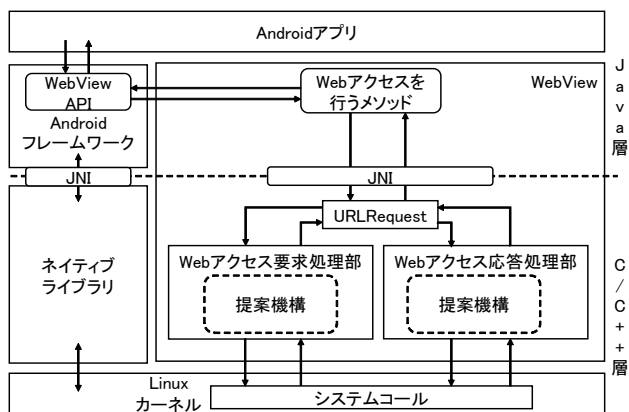 Androidアプリ
WebView
API
Android
フレームワーク
Webアクセスを
行うメソッド
WebView
Java層
JNI
JNI
URLRequest
ネイティブ
ライブラリ
Webアクセス要求処理部
提案機構
Webアクセス応答処理部
提案機構
C/C++層
Linux
カーネル
システムコール